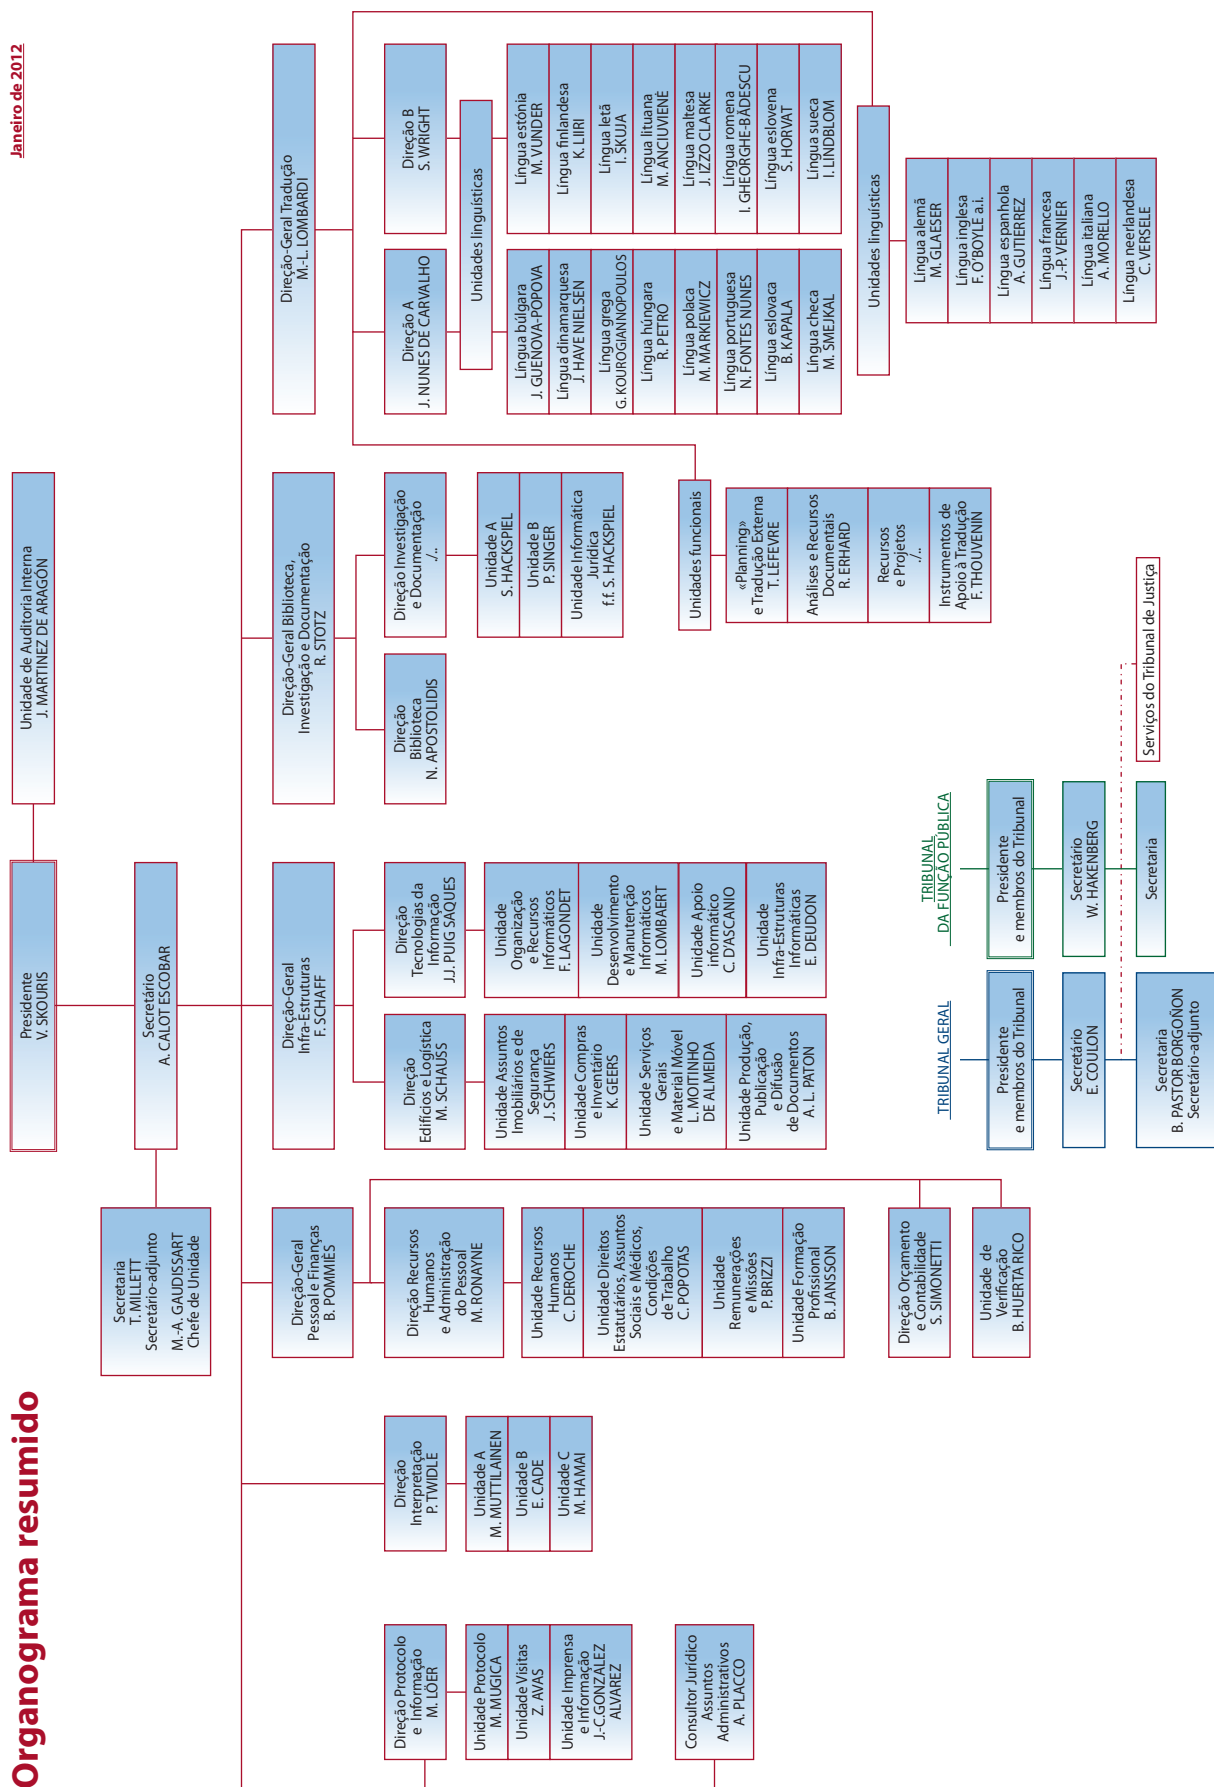 Organograma resumido
Janeiro de 2012
Presidente
V. SKOURIS
Unidade de Auditoria Interna
J. MARTINEZ DE ARAGÓN
Secretaria
T. MILLETT
Secretário-adjunto
M.-A. GAUDISSART
Chefe de Unidade
Secretário
A. CALOT ESCOBAR
Direção Protocolo
e Informação
M. LÖER
Unidade Protocolo
M. MUGICA
Unidade Visitas
Z. AVAS
Unidade Imprensa
e Informação
J.-C.GONZÁLEZ
ALVAREZ
Consultor Jurídico
Assuntos
Administrativos
A. PLACCO
Direção
Interpretação
P. TWIDLE
Unidade A
M. MUTTILAINEN
Unidade B
E. CADE
Unidade C
M. HAMAI
Direção-Geral
Pessoal e Finanças
B. POMMIÈS
Direção Recursos
Humanos
e Administração
do Pessoal
M. RONAYNE
Unidade Recursos
Humanos
C. DEROCHE
Unidade Direitos
Estatutários, Assuntos
Sociais e Médicos,
Condições
de Trabalho
C. POPOTAS
Unidade
Remunerações
e Missões
P. BRIZZI
Unidade Formação
Profissional
B. JANSSON
Direção Orçamento
e Contabilidade
S. SIMONETTI
Unidade de
Verificação
B. HUERTA RICO
Direção-Geral
Infra-Estruturas
F. SCHAFF
Direção
Edifícios e Logística
M. SCHAUSS
Unidade Assuntos
Imobiliários e de
Segurança
J. SCHWIERS
Unidade Compras
e Inventário
K. GEERS
Unidade Serviços
Gerais
e Material Móvel
L. MOITINHO
DE ALMEIDA
Unidade Produção,
Publicação
e Difusão
de Documentos
A. L. PATON
Direção
Tecnologias da
Informação
J.J. PUIG SAQUES
Unidade
Organização
e Recursos
Informáticos
F. LAGONDET
Unidade
Desenvolvimento
e Manutenção
Informáticos
M. LOMBAERT
Unidade Apoio
informático
C. D'ASCANIO
Unidade
Infra-Estruturas
Informáticas
E. DEUDON
Direção-Geral Biblioteca,
Investigação e Documentação
R. STOTZ
Direção
Biblioteca
N. APOSTOLIDIS
Direção Investigação
e Documentação
./..
Unidade A
S. HACKSPIEL
Unidade B
P. SINGER
Unidade Informática
Jurídica
f.f. S. HACKSPIEL
Direção-Geral Tradução
M.-L. LOMBARDI
Direção A
J. NUNES DE CARVALHO
Direção B
S. WRIGHT
Unidades linguísticas
Língua búlgara
J. GUENOVA-POPOVA
Língua dinamarquesa
J. HAVE NIELSEN
Língua grega
G. KOUROGIANNOPOULOS
Língua húngara
R. PETRO
Língua polaca
M. MARKIEWICZ
Língua portuguesa
N. FONTES NUNES
Língua eslovaca
B. KAPALA
Língua checa
M. SMEJKAL
Língua estónia
M. VUNDER
Língua finlandesa
K. LIIRI
Língua letã
I. SKUJA
Língua lituana
M. ANCIUVIENĖ
Língua maltesa
J. IZZO CLARKE
Língua romena
I. GHEORGHE-BĂDESCU
Língua eslovena
S. HORVAT
Língua sueca
I. LINDBLOM
Unidades funcionais
«Planning»
e Tradução Externa
T. LEFEVRE
Análises e Recursos
Documentais
R. ERHARD
Recursos
e Projetos
./..
Instrumentos de
Apoio à Tradução
F. THOUVENIN
Unidades linguísticas
Língua alemã
M. GLAESER
Língua inglesa
F. O'BOYLE a.i.
Língua espanhola
A. GUTIERREZ
Língua francesa
J.-P. VERNIER
Língua italiana
A. MORELLO
Língua neerlandesa
C. VERSELE
TRIBUNAL GERAL
Presidente
e membros do Tribunal
Secretário
E. COULON
Secretaria
B. PASTOR BORGOÑON
Secretário-adjunto
TRIBUNAL
DA FUNÇÃO PÚBLICA
Presidente
e membros do Tribunal
Secretário
W. HAKENBERG
Secretaria
Serviços do Tribunal de Justiça